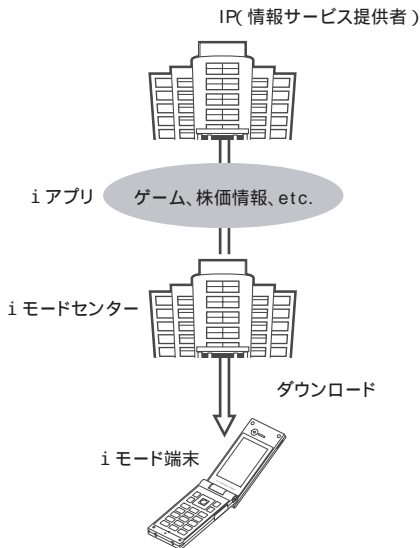 IP(情報サービス提供者)
iアプリ
ゲーム、株価情報、etc.
iモードセンター
ダウンロード
iモード端末